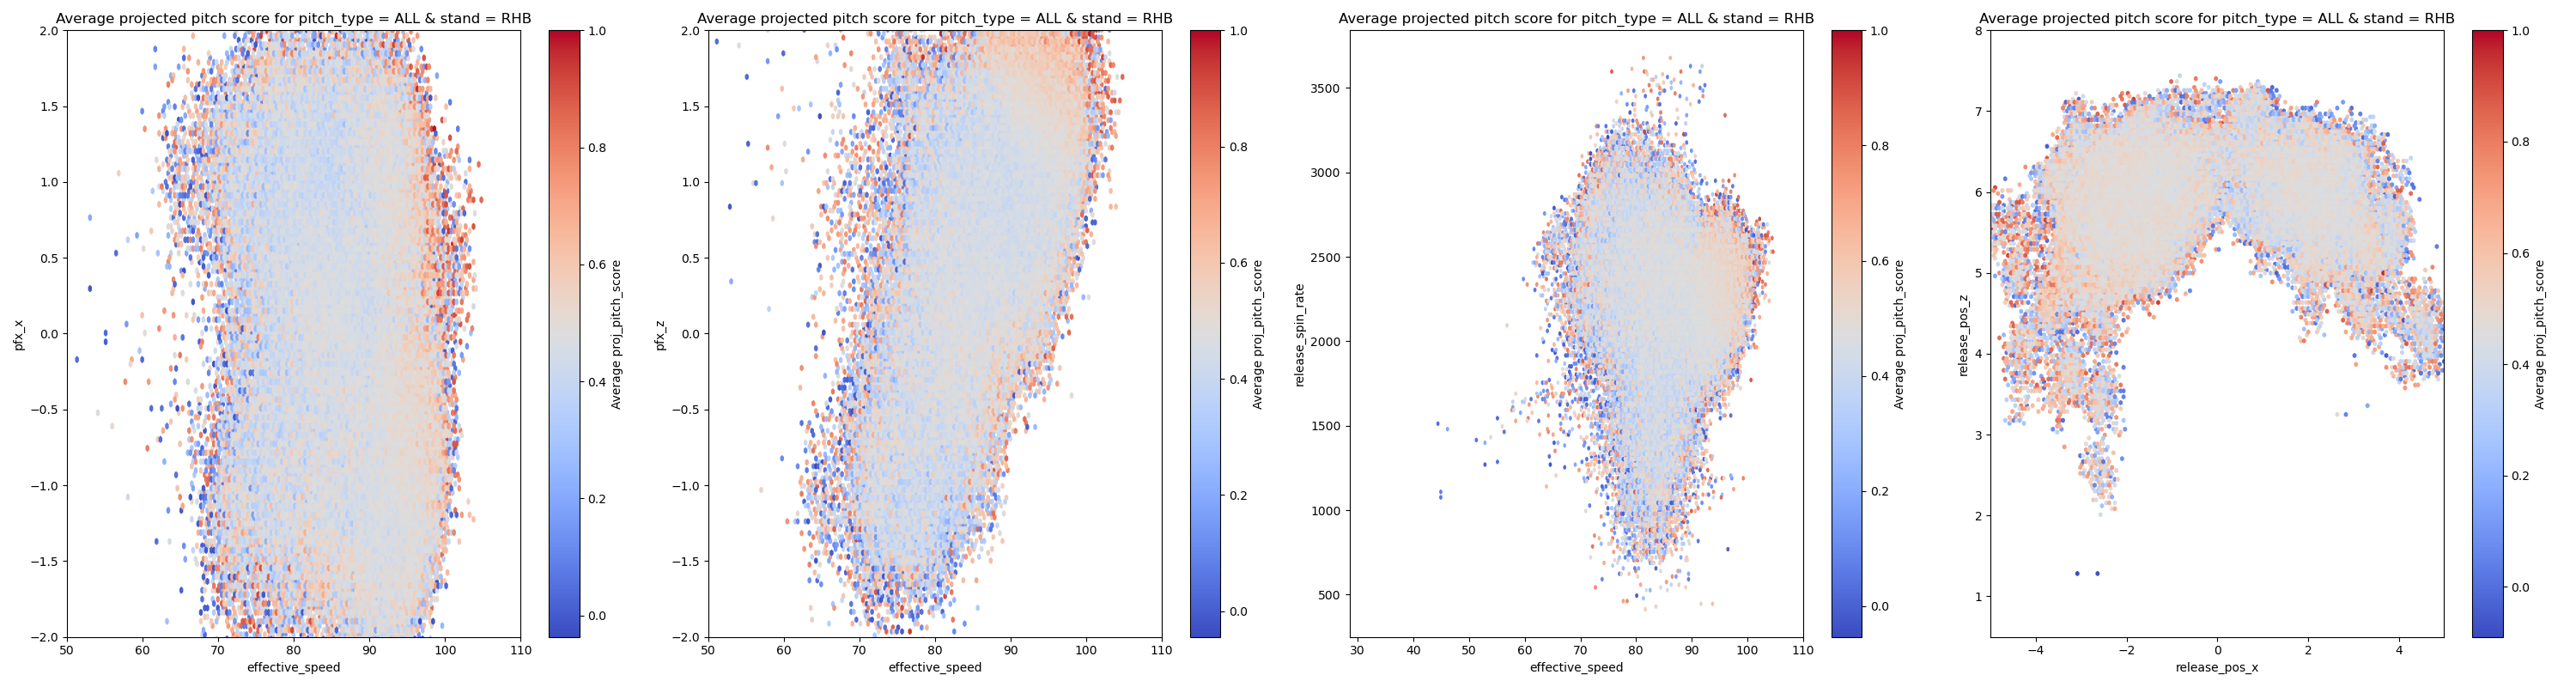 Average projected pitch score for pitch_type = ALL & stand = RHB
2.0
1.5
1.0
0.5
0.0
−0.5
−1.0
−1.5
−2.0
pfx_x
50 60 70 80 90 100 110
effective_speed
1.0
0.8
0.6
0.4
0.2
0.0
Average proj_pitch_score
Average projected pitch score for pitch_type = ALL & stand = RHB
2.0
1.5
1.0
0.5
0.0
−0.5
−1.0
−1.5
−2.0
pfx_z
50 60 70 80 90 100 110
effective_speed
1.0
0.8
0.6
0.4
0.2
0.0
Average proj_pitch_score
Average projected pitch score for pitch_type = ALL & stand = RHB
3500
3000
2500
2000
1500
1000
500
release_spin_rate
30 40 50 60 70 80 90 100 110
effective_speed
1.0
0.8
0.6
0.4
0.2
0.0
Average proj_pitch_score
Average projected pitch score for pitch_type = ALL & stand = RHB
8
7
6
5
4
3
2
1
release_pos_z
−4 −2 0 2 4
release_pos_x
1.0
0.8
0.6
0.4
0.2
0.0
Average proj_pitch_score